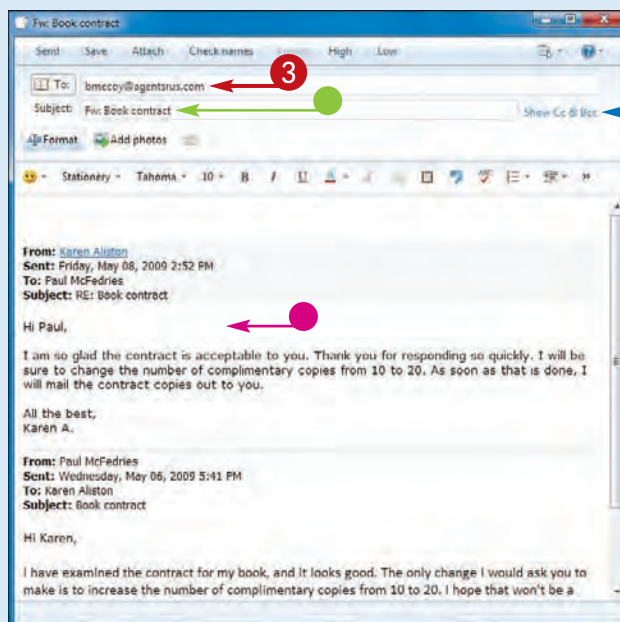 Fw: Book contract
Send Save Attach Check names High Low
To: bmccoy@agentsrus.com 3
Subject: Fw: Book contract Show Cc & Bcc
Format Add photos
Stationery Tahoma 10 B I U A »
From: Karen Aliston
Sent: Friday, May 08, 2009 2:52 PM
To: Paul McFedries
Subject: RE: Book contract
Hi Paul,
I am so glad the contract is acceptable to you. Thank you for responding so quickly. I will be
sure to change the number of complimentary copies from 10 to 20. As soon as that is done, I
will mail the contract copies out to you.
All the best,
Karen A.
From: Paul McFedries
Sent: Wednesday, May 06, 2009 5:41 PM
To: Karen Aliston
Subject: Book contract
Hi Karen,
I have examined the contract for my book, and it looks good. The only change I would ask you to
make is to increase the number of complimentary copies from 10 to 20. I hope that won't be a